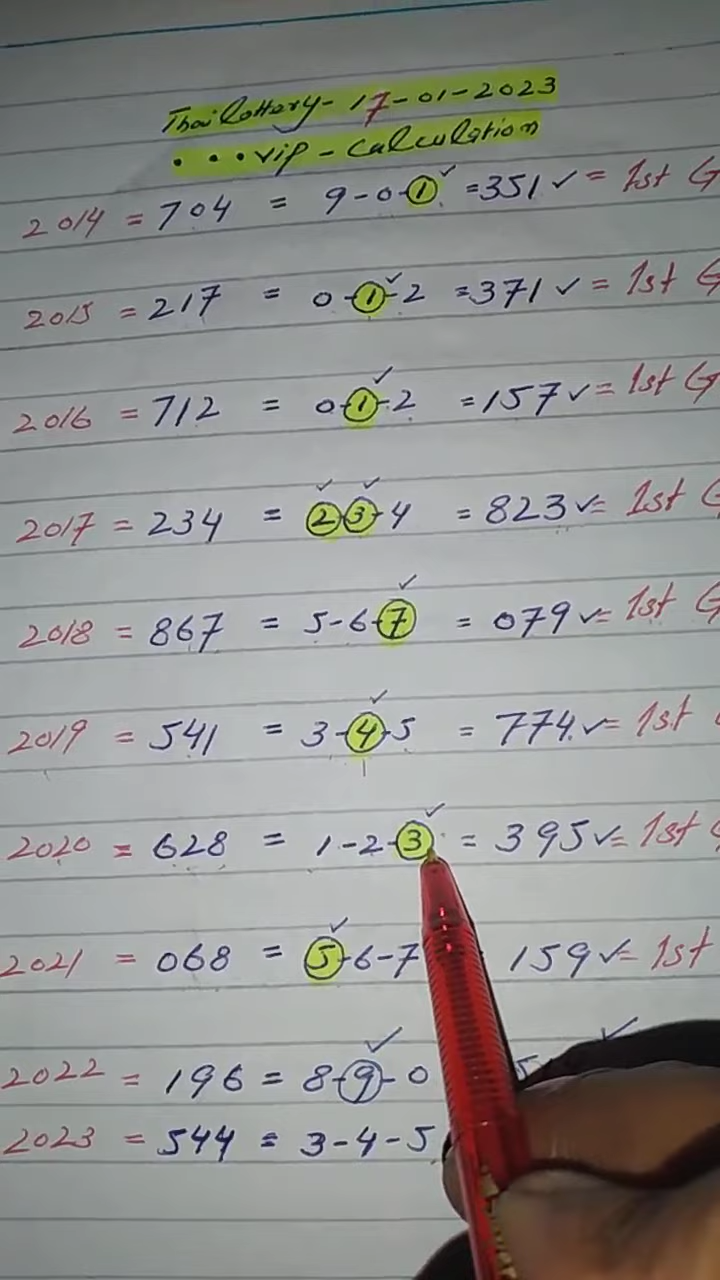 Thai Lottery- 17-01-2023
• • • vip - calculation
2014 = 704 = 9-0-1 ✓ =351 ✓ = 1st G
2015 = 217 = 0-1-2 ✓ =371 ✓ = 1st G
2016 = 712 = 0-1-2 ✓ =157 ✓ = 1st G
2017 = 234 = ✓ 2 3-4 ✓ = 823 ✓ = 1st G
2018 = 867 = 5-6-7 ✓ = 079 ✓ = 1st G
2019 = 541 = 3-4-5 ✓ = 774 ✓ = 1st
2020 = 628 = 1-2-3 ✓ = 395 ✓ = 1st G
2021 = 068 = 5-6-7 ✓ 159 ✓ = 1st
2022 = 196 = 8-9-0 ✓ 5 ✓
2023 = 544 = 3-4-5